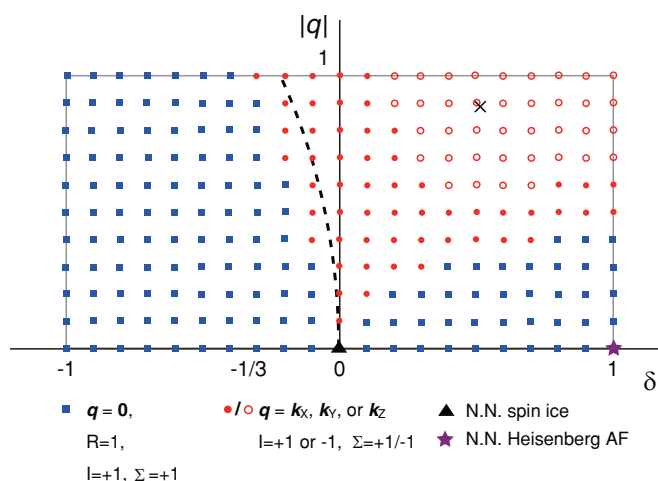 |q|
1
-1 -1/3 0 1
δ
q = 0, / q = kX, kY, or kZ N.N. spin ice
R=1, I=+1 or -1, Σ=+1/-1 N.N. Heisenberg AF
I=+1, Σ=+1